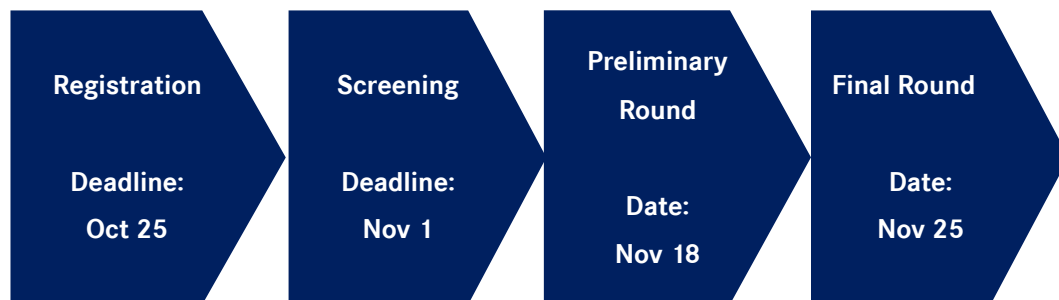 Registration
Deadline:
Oct 25
Screening
Deadline:
Nov 1
Preliminary
Round
Date:
Nov 18
Final Round
Date:
Nov 25